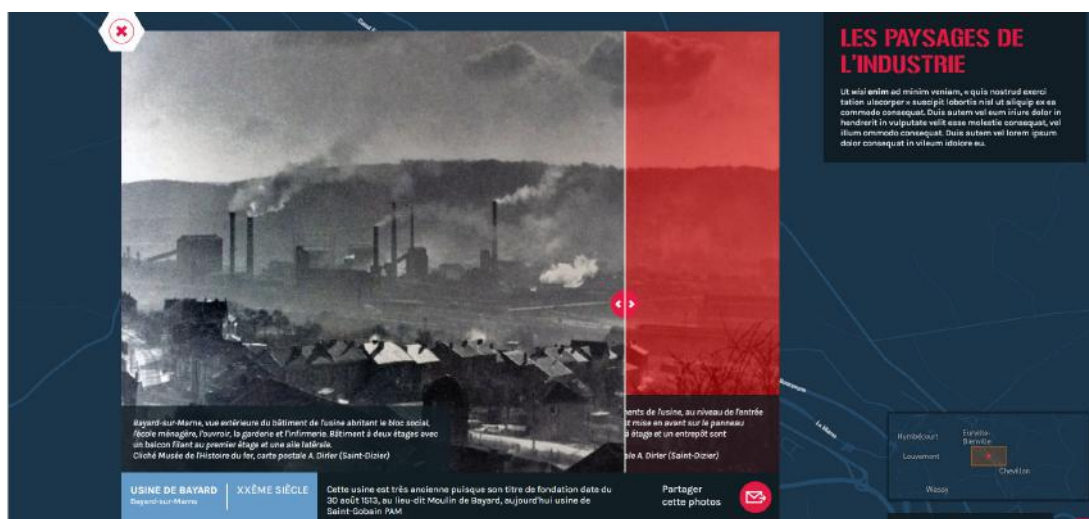 LES PAYSAGES DE
L'INDUSTRIE
Ut wisi enim ad minim veniam, « quis nostrud exerci
tation ulscorper » suscipit lobortis nisl ut aliquip ex ea
commodo consequat. Duis autem vel eum iriure dolor in
hendrerit in vulputate velit esse molestie consequat, vel
illum ommodo consequat. Duis autem vel lorem ipsum
dolor consequat in vileum idolore eu.
Bayard-sur-Marne, vue extérieure du bâtiment de l'usine abritant le bloc social,
l'école ménagère, l'ouvroir, la garderie et l'infirmerie. Bâtiment à deux étages avec
un balcon filant au premier étage et une aile latérale.
Cliché Musée de l'Histoire du fer, carte postale A. Dirler (Saint-Dizier)
ments de l'usine, au niveau de l'entrée
t mise en avant sur le panneau
à étage et un entrepôt sont
ale A. Dirler (Saint-Dizier)
USINE DE BAYARD
Bayard-sur-Marne
XXÈME SIÈCLE
Cette usine est très ancienne puisque son titre de fondation date du
30 août 1513, au lieu-dit Moulin de Bayard, aujourd'hui usine de
Saint-Gobain PAM
Partager
cette photos
La Marne
Humbécourt
Eurville-
Bienville
Louvemont
Chevillon
Wassy